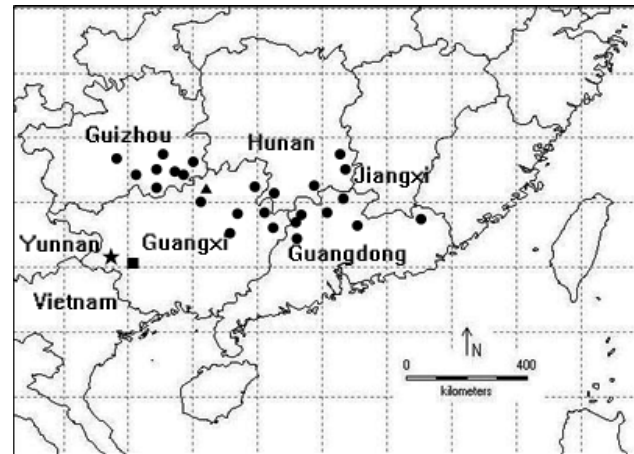 Guizhou
Hunan
Jiangxi
Yunnan
Guangxi
Guangdong
Vietnam
N
0 400
kilometers